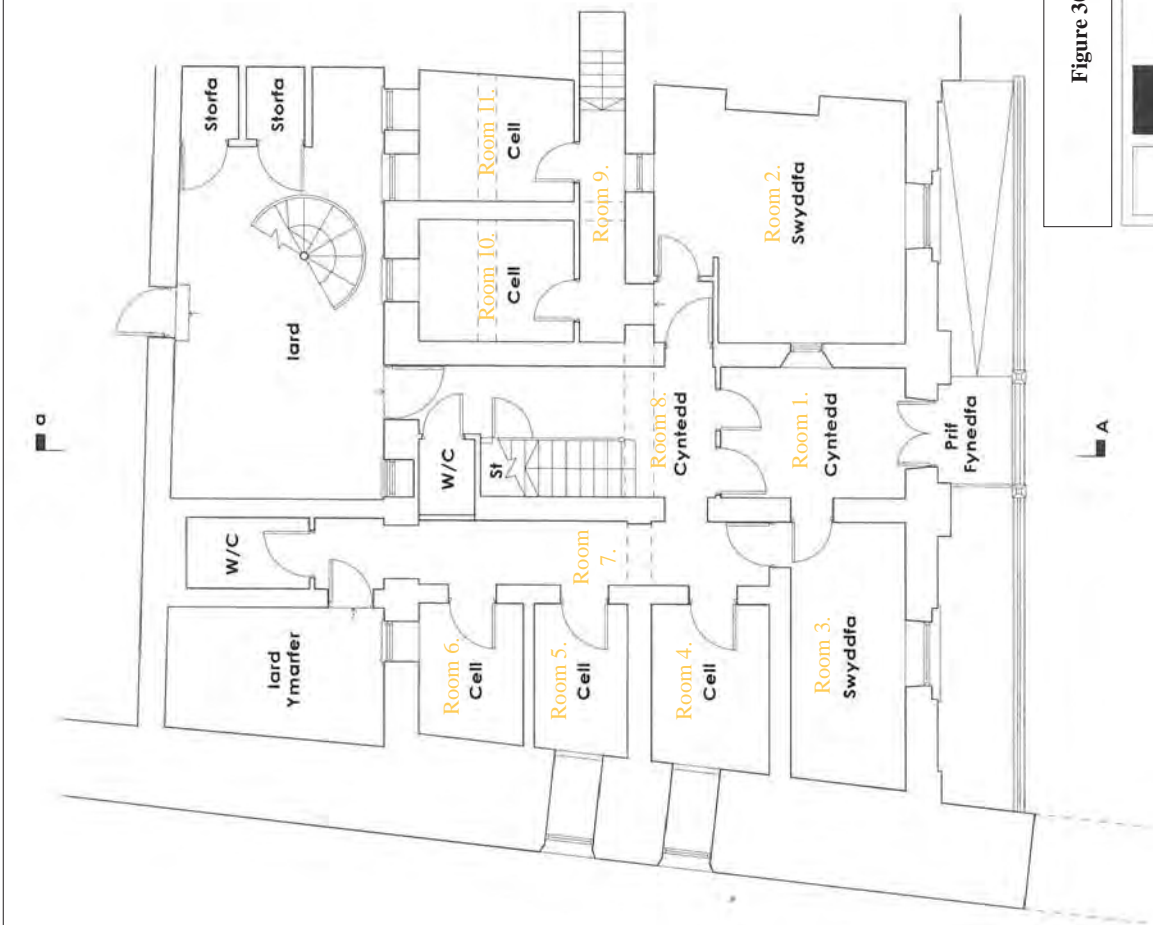 a
Storfa
Storfa
Iard
W/C
Iard
Ymarfer
Room 11.
Cell
Room 10.
Cell
Room 9.
W/C
St
Room 6.
Cell
Room 5.
Cell
Room 4.
Cell
Room
7.
Room 8.
Cyntedd
Room 2.
Swyddfa
Room 1.
Cyntedd
Room 3.
Swyddfa
Prif
Fynedfa
A
Figure